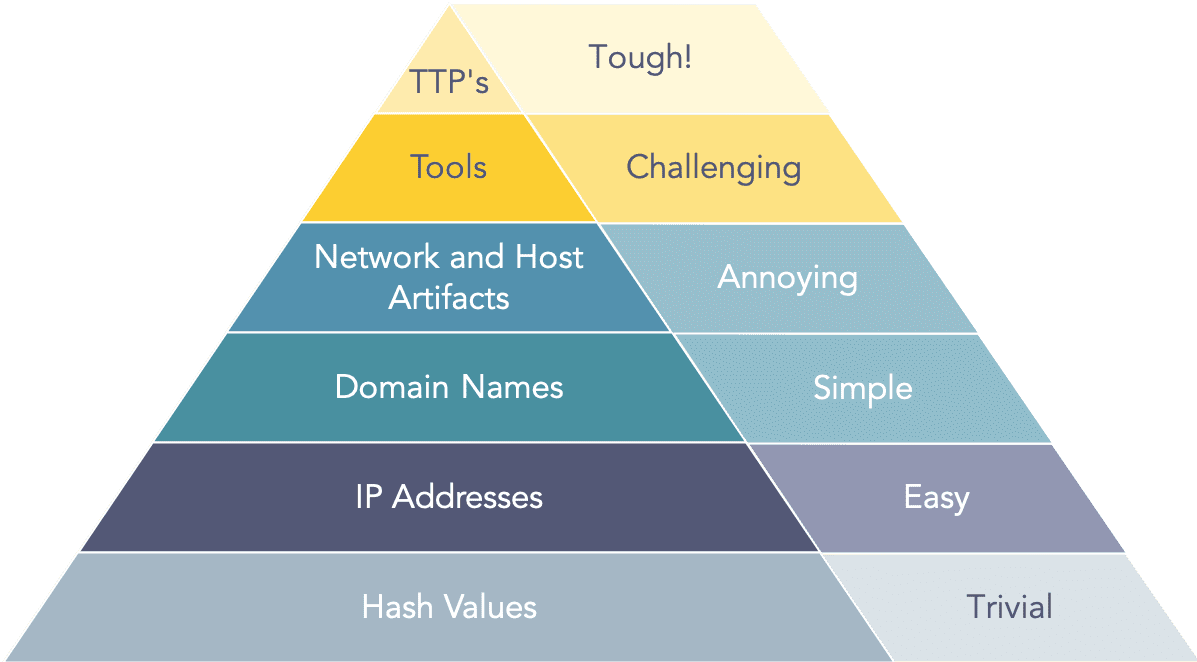 TTP's
Tough!
Tools
Challenging
Network and Host
Artifacts
Annoying
Domain Names
Simple
IP Addresses
Easy
Hash Values
Trivial